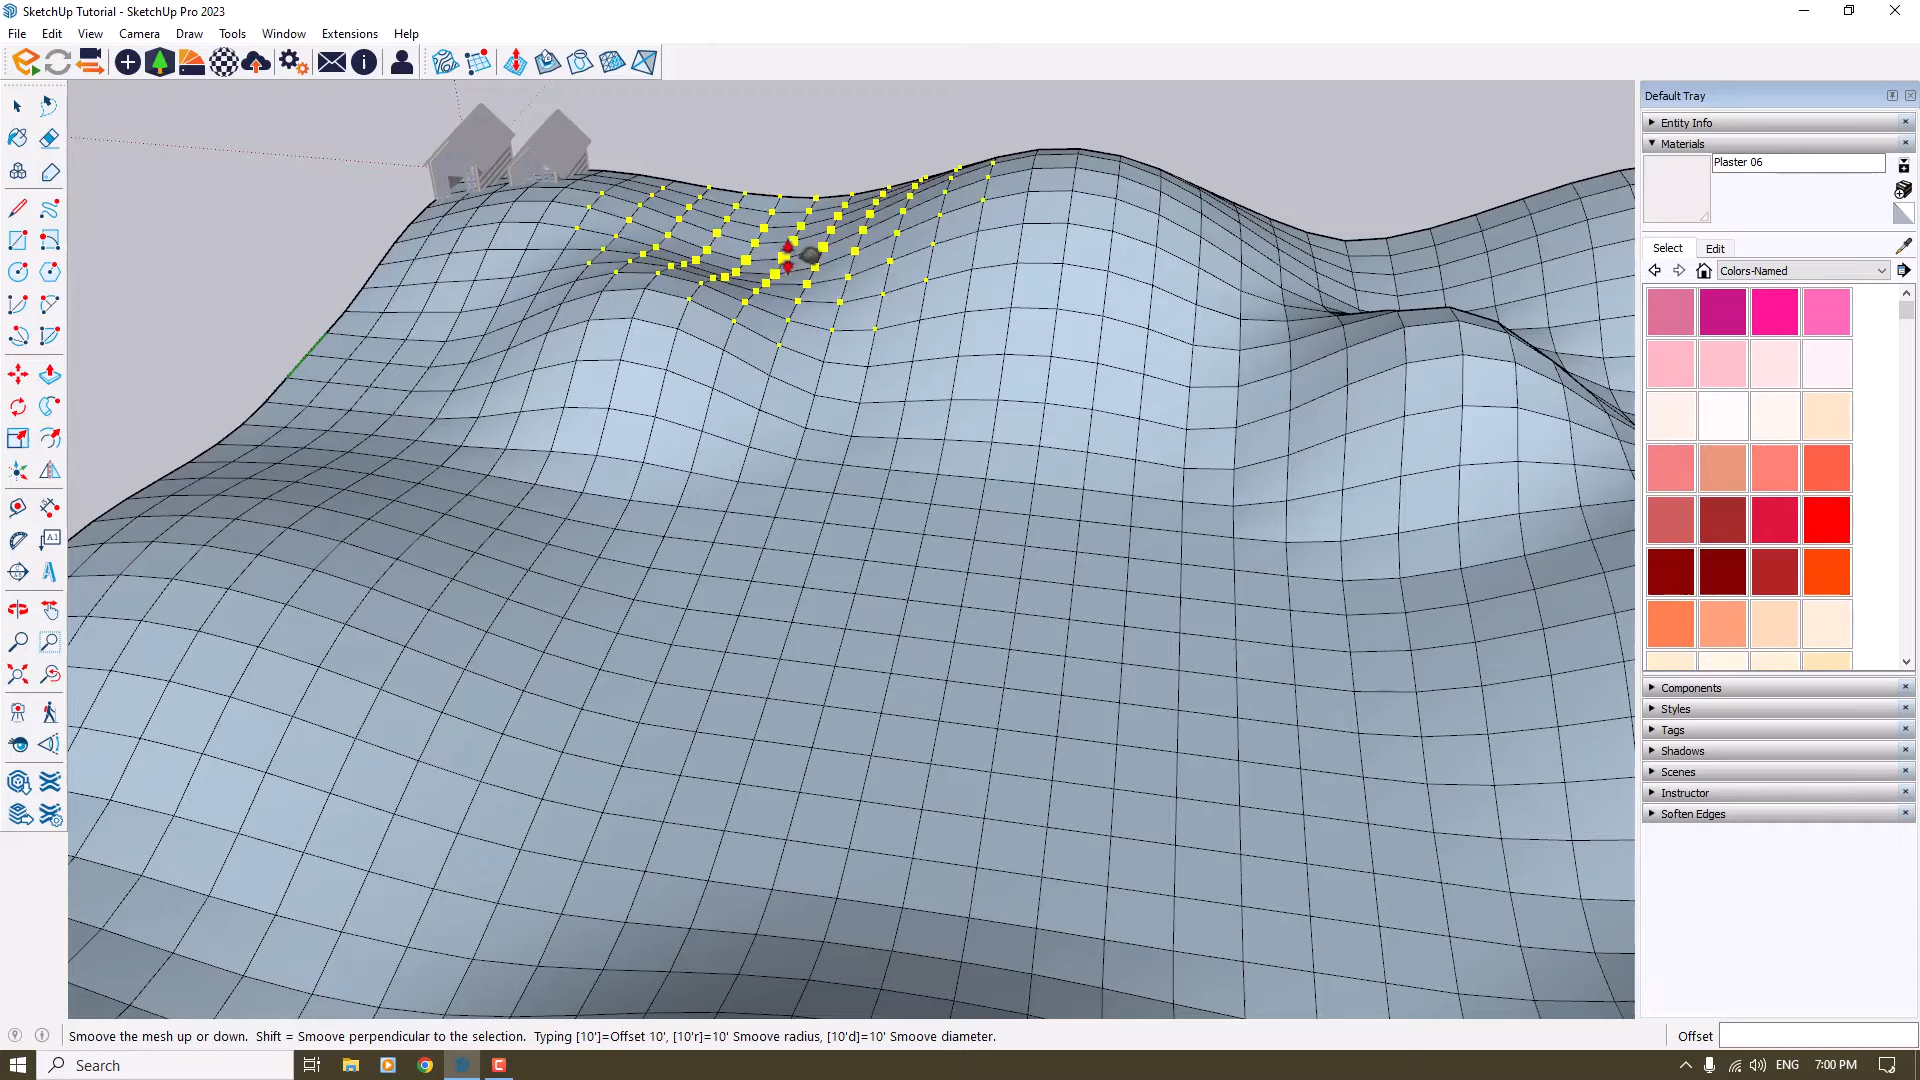 SketchUp Tutorial - SketchUp Pro 2023
File Edit View Camera Draw Tools Window Extensions Help
Default Tray
Entity Info
Materials
Plaster 06
Select Edit
Colors-Named
A1
Components
Styles
Tags
Shadows
Scenes
Instructor
Soften Edges
Smoove the mesh up or down. Shift = Smoove perpendicular to the selection. Typing [10']=Offset 10', [10'r]=10' Smoove radius, [10'd]=10' Smoove diameter.
Offset
Search
ENG 7:00 PM